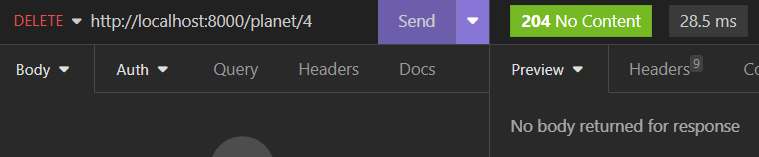 DELETE http://localhost:8000/planet/4 Send 204 No Content 28.5 ms
Body Auth Query Headers Docs Preview Headers 9 Co
No body returned for response